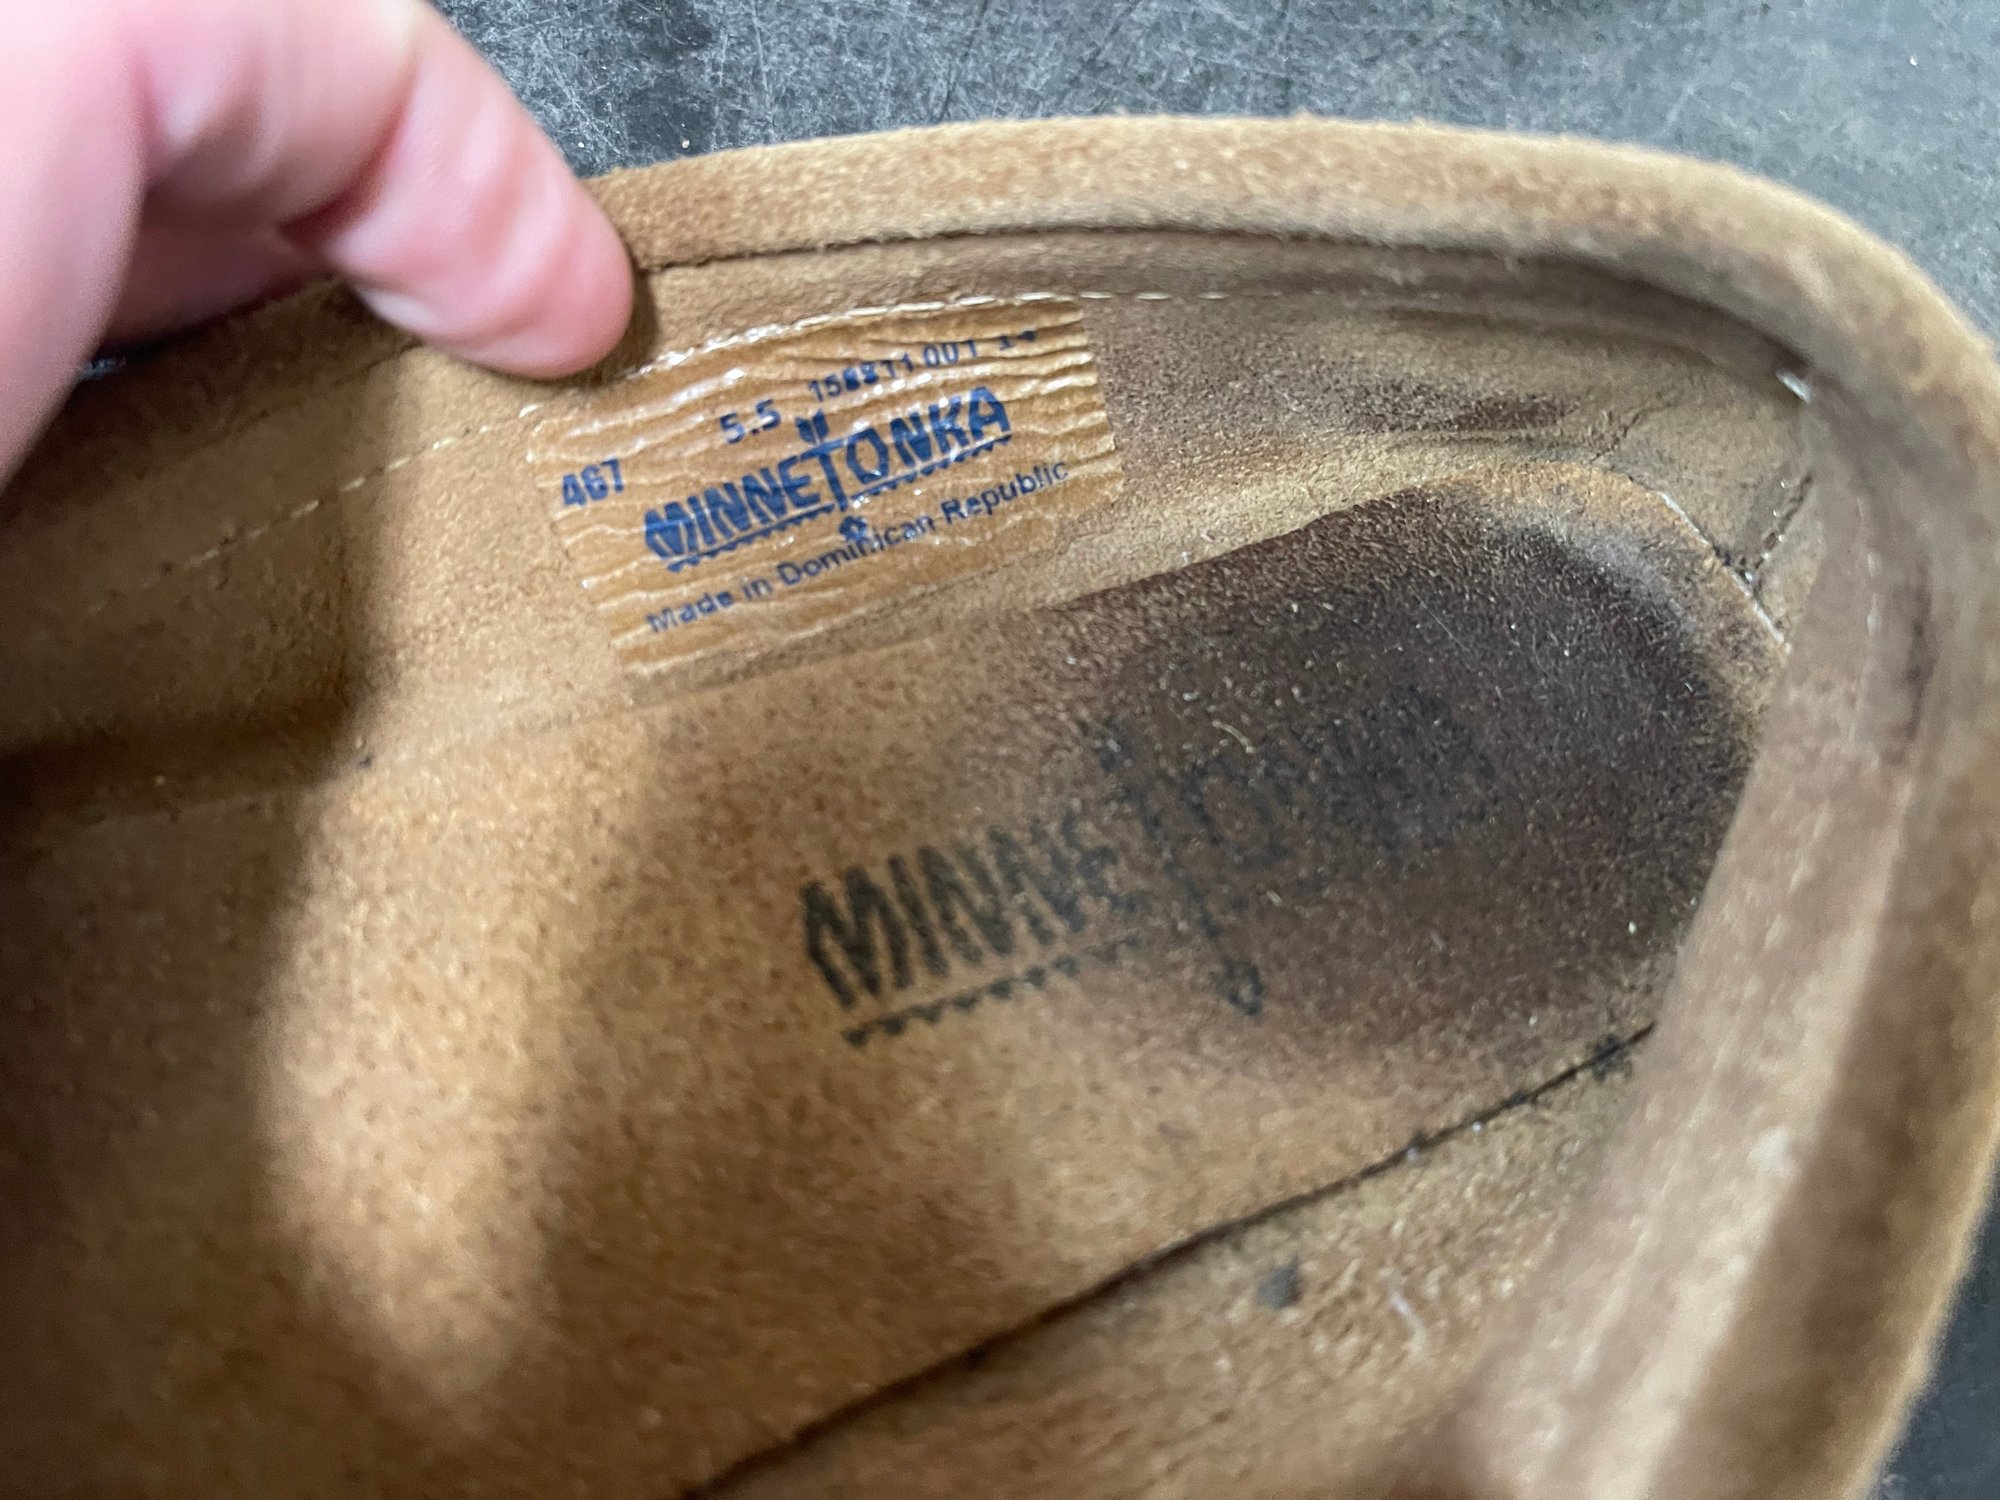 467 5.5
MINNETONKA
Made in Dominican Republic
MINNETONKA